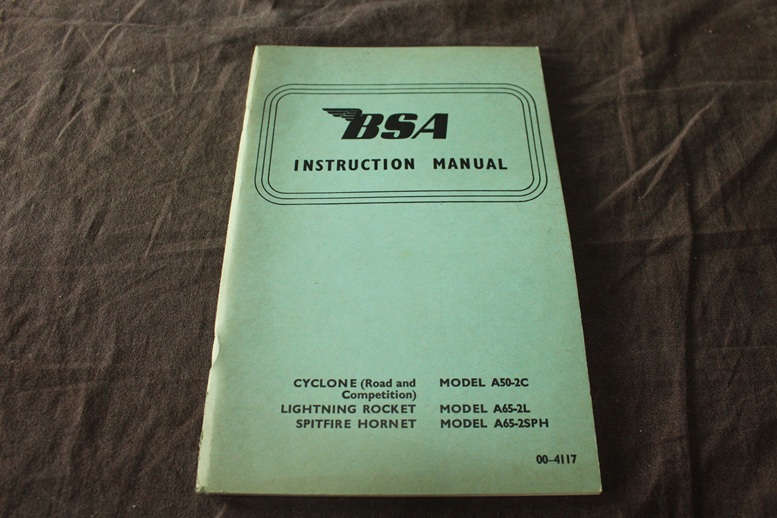 BSA
INSTRUCTION MANUAL
CYCLONE (Road and Competition) MODEL A50-2C
LIGHTNING ROCKET MODEL A65-2L
SPITFIRE HORNET MODEL A65-2SPH
00-4117